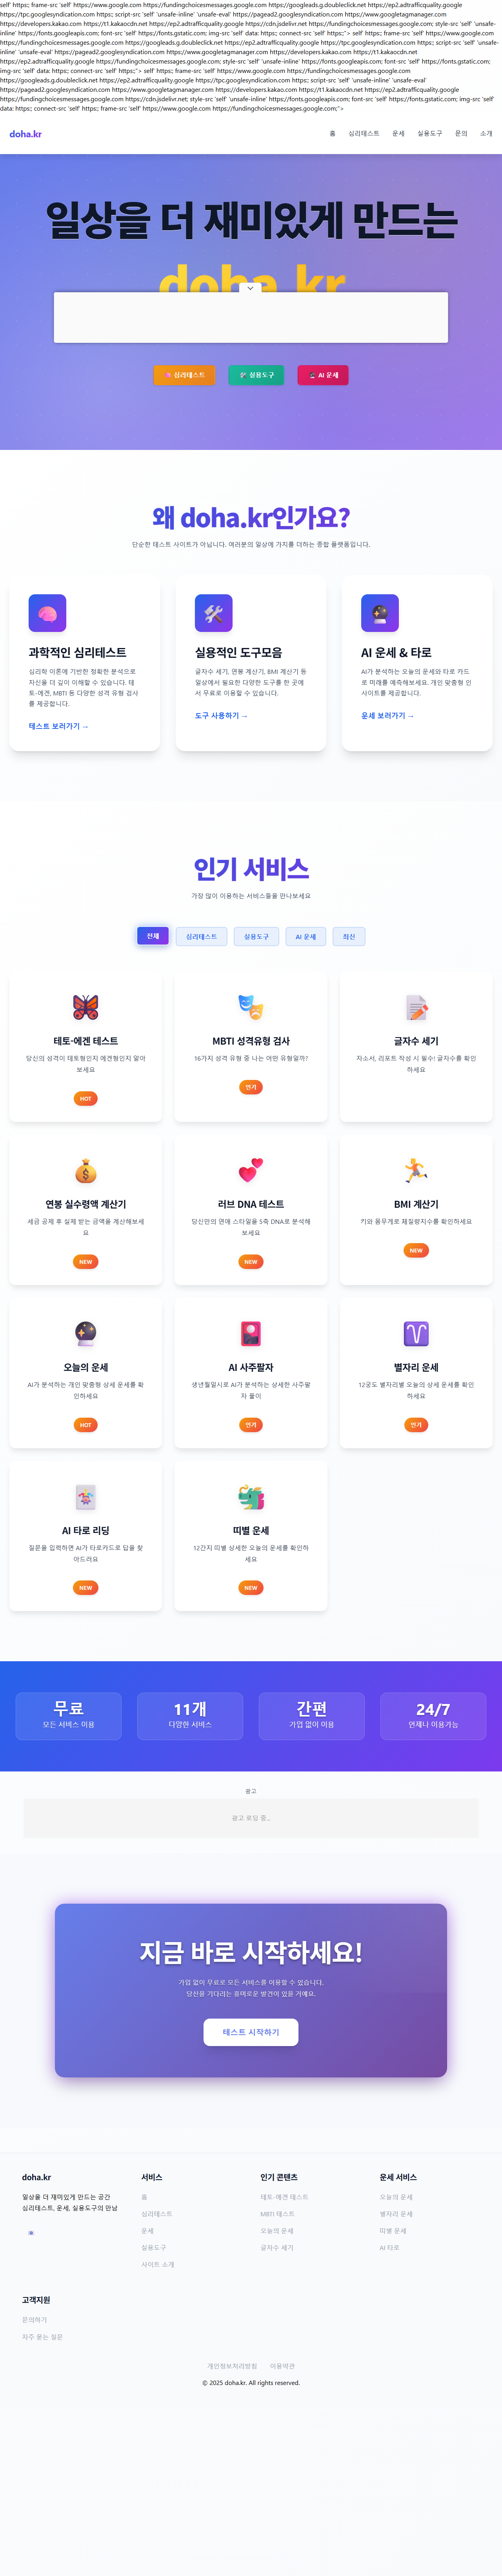 self' https:; frame-src 'self' https://www.google.com https://fundingchoicesmessages.google.com https://googleads.g.doubleclick.net https://ep2.adtrafficquality.google
https://tpc.googlesyndication.com https:; script-src 'self' 'unsafe-inline' 'unsafe-eval' https://pagead2.googlesyndication.com https://www.googletagmanager.com
https://developers.kakao.com https://t1.kakaocdn.net https://ep2.adtrafficquality.google https://cdn.jsdelivr.net https://fundingchoicesmessages.google.com; style-src 'self' 'unsafe-
inline' https://fonts.googleapis.com; font-src 'self' https://fonts.gstatic.com; img-src 'self' data: https:; connect-src 'self' https:;"> self' https:; frame-src 'self' https://www.google.com
https://fundingchoicesmessages.google.com https://googleads.g.doubleclick.net https://ep2.adtrafficquality.google https://tpc.googlesyndication.com https:; script-src 'self' 'unsafe-
inline' 'unsafe-eval' https://pagead2.googlesyndication.com https://www.googletagmanager.com https://developers.kakao.com https://t1.kakaocdn.net
https://ep2.adtrafficquality.google https://fundingchoicesmessages.google.com; style-src 'self' 'unsafe-inline' https://fonts.googleapis.com; font-src 'self' https://fonts.gstatic.com;
img-src 'self' data: https:; connect-src 'self' https:;"> self' https:; frame-src 'self' https://www.google.com https://fundingchoicesmessages.google.com
https://googleads.g.doubleclick.net https://ep2.adtrafficquality.google https://tpc.googlesyndication.com https:; script-src 'self' 'unsafe-inline' 'unsafe-eval'
https://pagead2.googlesyndication.com https://www.googletagmanager.com https://developers.kakao.com https://t1.kakaocdn.net https://ep2.adtrafficquality.google
https://fundingchoicesmessages.google.com https://cdn.jsdelivr.net; style-src 'self' 'unsafe-inline' https://fonts.googleapis.com; font-src 'self' https://fonts.gstatic.com; img-src 'self'
data: https:; connect-src 'self' https:; frame-src 'self' https://www.google.com https://fundingchoicesmessages.google.com;">
doha.kr 홈 심리테스트 운세 실용도구 문의 소개
일상을 더 재미있게 만드는
doha.kr
심리테스트 실용도구 AI 운세
왜 doha.kr인가요?
단순한 테스트 사이트가 아닙니다. 여러분의 일상에 가치를 더하는 종합 플랫폼입니다.
과학적인 심리테스트
심리학 이론에 기반한 정확한 분석으로
자신을 더 깊이 이해할 수 있습니다. 테
토-에겐, MBTI 등 다양한 성격 유형 검사
를 제공합니다.
테스트 보러가기 →
실용적인 도구모음
글자수 세기, 연봉 계산기, BMI 계산기 등
일상에서 필요한 다양한 도구를 한 곳에
서 무료로 이용할 수 있습니다.
도구 사용하기 →
AI 운세 & 타로
AI가 분석하는 오늘의 운세와 타로 카드
로 미래를 예측해보세요. 개인 맞춤형 인
사이트를 제공합니다.
운세 보러가기 →
인기 서비스
가장 많이 이용하는 서비스들을 만나보세요
전체 심리테스트 실용도구 AI 운세 최신
테토-에겐 테스트
당신의 성격이 테토형인지 에겐형인지 알아
보세요
HOT
MBTI 성격유형 검사
16가지 성격 유형 중 나는 어떤 유형일까?
인기
글자수 세기
자소서, 리포트 작성 시 필수! 글자수를 확인
하세요
연봉 실수령액 계산기
세금 공제 후 실제 받는 금액을 계산해보세
요
NEW
러브 DNA 테스트
당신만의 연애 스타일을 5축 DNA로 분석해
보세요
NEW
BMI 계산기
키와 몸무게로 체질량지수를 확인하세요
NEW
오늘의 운세
AI가 분석하는 개인 맞춤형 상세 운세를 확
인하세요
HOT
AI 사주팔자
생년월일시로 AI가 분석하는 상세한 사주팔
자 풀이
인기
별자리 운세
12궁도 별자리별 오늘의 상세 운세를 확인
하세요
인기
AI 타로 리딩
질문을 입력하면 AI가 타로카드로 답을 찾
아드려요
NEW
띠별 운세
12간지 띠별 상세한 오늘의 운세를 확인하
세요
NEW
무료
모든 서비스 이용
11개
다양한 서비스
간편
가입 없이 이용
24/7
언제나 이용가능
광고
광고 로딩 중...
지금 바로 시작하세요!
가입 없이 무료로 모든 서비스를 이용할 수 있습니다.
당신을 기다리는 흥미로운 발견이 있을 거예요.
테스트 시작하기
doha.kr
일상을 더 재미있게 만드는 공간
심리테스트, 운세, 실용도구의 만남
서비스
홈
심리테스트
운세
실용도구
사이트 소개
인기 콘텐츠
테토-에겐 테스트
MBTI 테스트
오늘의 운세
글자수 세기
운세 서비스
오늘의 운세
별자리 운세
띠별 운세
AI 타로
고객지원
문의하기
자주 묻는 질문
개인정보처리방침 이용약관
© 2025 doha.kr. All rights reserved.